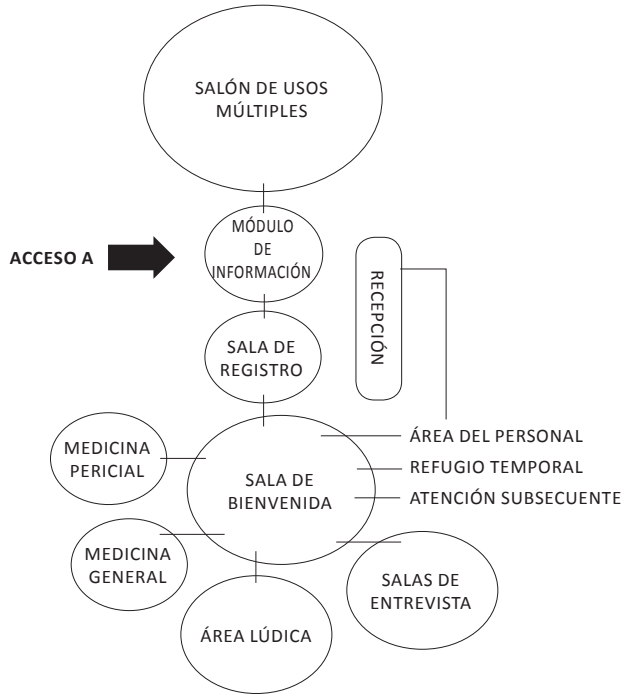 SALÓN DE USOS
MÚLTIPLES
MÓDULO
DE
INFORMACIÓN
ACCESO A
RECEPCIÓN
SALA DE
REGISTRO
ÁREA DEL PERSONAL
REFUGIO TEMPORAL
ATENCIÓN SUBSECUENTE
MEDICINA
PERICIAL
SALA DE
BIENVENIDA
MEDICINA
GENERAL
SALAS DE
ENTREVISTA
ÁREA LÚDICA